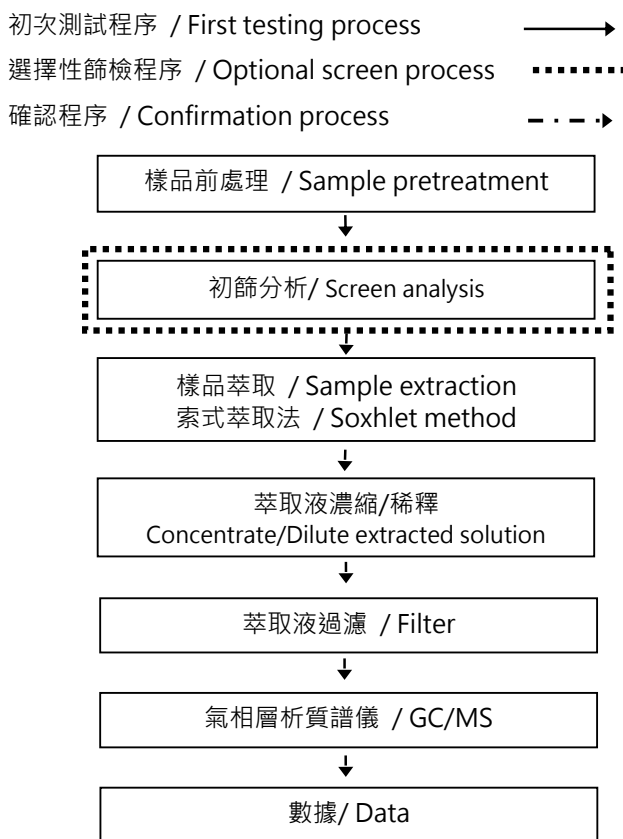 初次測試程序 / First testing process
選擇性篩檢程序 / Optional screen process
確認程序 / Confirmation process
樣品前處理 / Sample pretreatment
初篩分析/ Screen analysis
樣品萃取 / Sample extraction
索式萃取法 / Soxhlet method
萃取液濃縮/稀釋
Concentrate/Dilute extracted solution
萃取液過濾 / Filter
氣相層析質譜儀 / GC/MS
數據/ Data